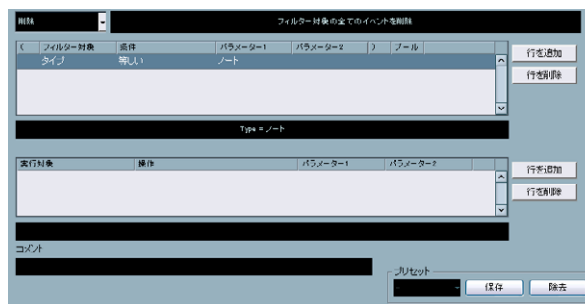 削除 フィルター対象の全てのイベントを削除
( フィルター対象 条件 パラメーター1 パラメーター2 ) ブール
タイプ 等しい ノート
行を追加
行を削除
Type = ノート
実行対象 操作 パラメーター1 パラメーター2
行を追加
行を削除
コメント
プリセット
- 保存 除去